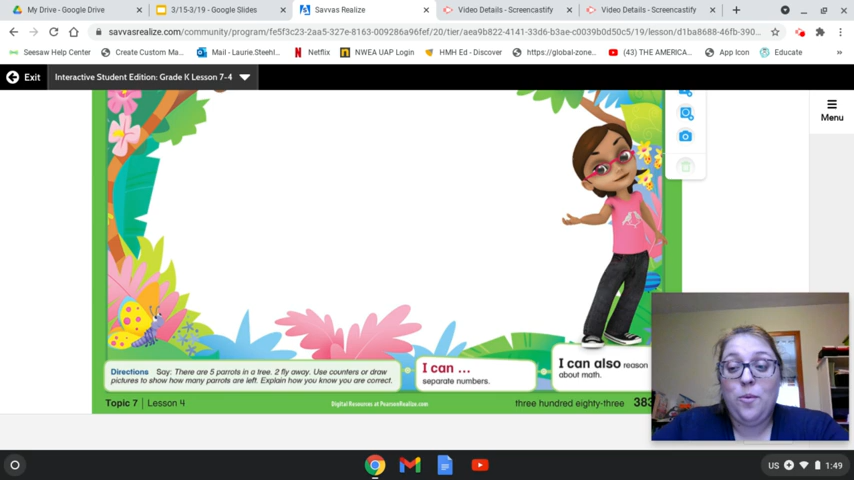 My Drive - Google Drive
3/15-3/19 - Google Slides
Savvas Realize
Video Details - Screencastify
Video Details - Screencastify
savvasrealize.com/community/program/fe5f3c23-2aa5-327e-8163-009286a96fef/20/tier/aea9b822-4141-33d6-b3ae-c0039b0d50c5/19/lesson/d1ba8688-46fb-390...
Seesaw Help Center
Create Custom Ma...
Mail - Laurie.Steehl...
Netflix
NWEA UAP Login
HMH Ed - Discover
https://global-zone...
(43) THE AMERICA...
App Icon
Educate
Exit
Interactive Student Edition: Grade K Lesson 7-4
Menu
Directions Say: There are 5 parrots in a tree. 2 fly away. Use counters or draw
pictures to show how many parrots are left. Explain how you know you are correct.
I can ...
separate numbers.
I can also reason
about math.
Topic 7 | Lesson 4
Digital Resources at PearsonRealize.com
three hundred eighty-three 383
US
1:49